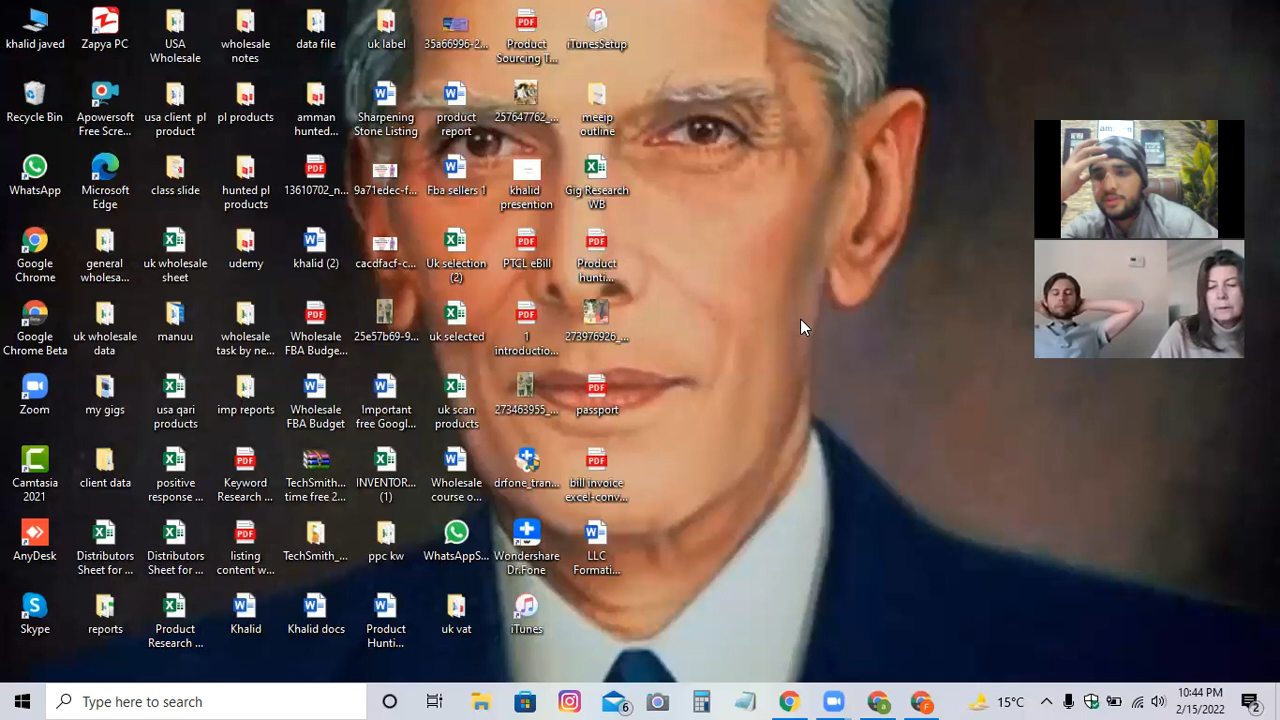 khalid javed
Zapya PC
USA
Wholesale
wholesale
notes
data file
uk label
35a66996-2...
Product
Sourcing T...
iTunesSetup
Recycle Bin
Apowersoft
Free Scre...
usa client pl
product
pl products
amman
hunted...
Sharpening
Stone Listing
product
report
257647762_...
meeip
outline
WhatsApp
Microsoft
Edge
class slide
hunted pl
products
13610702_n...
9a71edec-f...
Fba sellers 1
khalid
presention
Gig Research
WB
Google
Chrome
general
wholesa...
uk wholesale
sheet
udemy
khalid (2)
cacdfacf-c...
Uk selection
(2)
PTCL eBill
Product
hunti...
Google
Chrome Beta
uk wholesale
data
manuu
wholesale
task by ne...
Wholesale
FBA Budge...
25e57b69-9...
uk selected
1
introductio...
273976926_...
Zoom
my gigs
usa qari
products
imp reports
Wholesale
FBA Budget
Important
free Googl...
uk scan
products
273463955_...
passport
Camtasia
2021
client data
positive
response ...
Keyword
Research ...
TechSmith...
time free 2...
INVENTOR...
(1)
Wholesale
course o...
drfone_tran...
bill invoice
excel-conv...
AnyDesk
Distributors
Sheet for ...
Distributors
Sheet for ...
listing
content w...
TechSmith_...
ppc kw
WhatsAppS...
Wondershare
Dr.Fone
LLC
Formati...
Skype
reports
Product
Research ...
Khalid
Khalid docs
Product
Hunti...
uk vat
iTunes
Type here to search
6
15°C
10:44 PM
2/15/2022
2